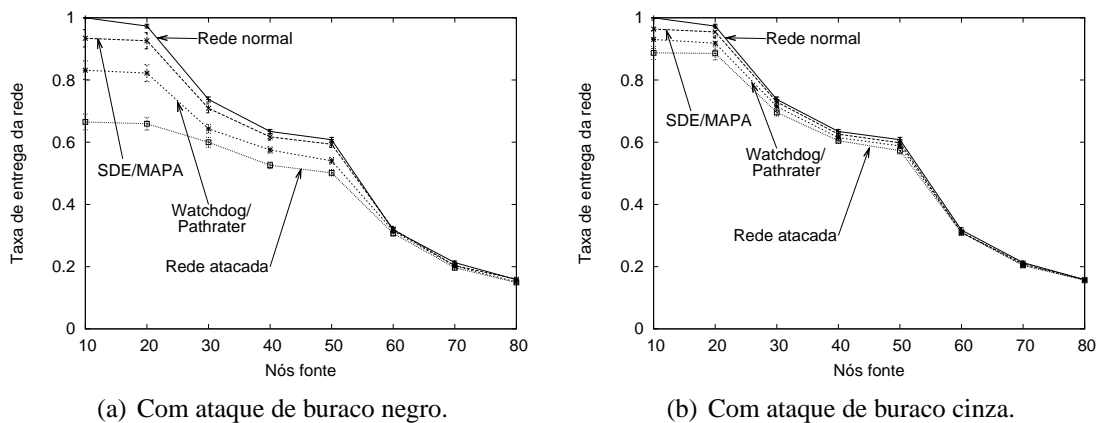 Taxa de entrega da rede
1
0.8
0.6
0.4
0.2
0
Rede normal
SDE/MAPA
Watchdog/
Pathrater
Rede atacada
10 20 30 40 50 60 70 80
Nós fonte
(a) Com ataque de buraco negro.
Taxa de entrega da rede
1
0.8
0.6
0.4
0.2
0
Rede normal
SDE/MAPA
Watchdog/
Pathrater
Rede atacada
10 20 30 40 50 60 70 80
Nós fonte
(b) Com ataque de buraco cinza.